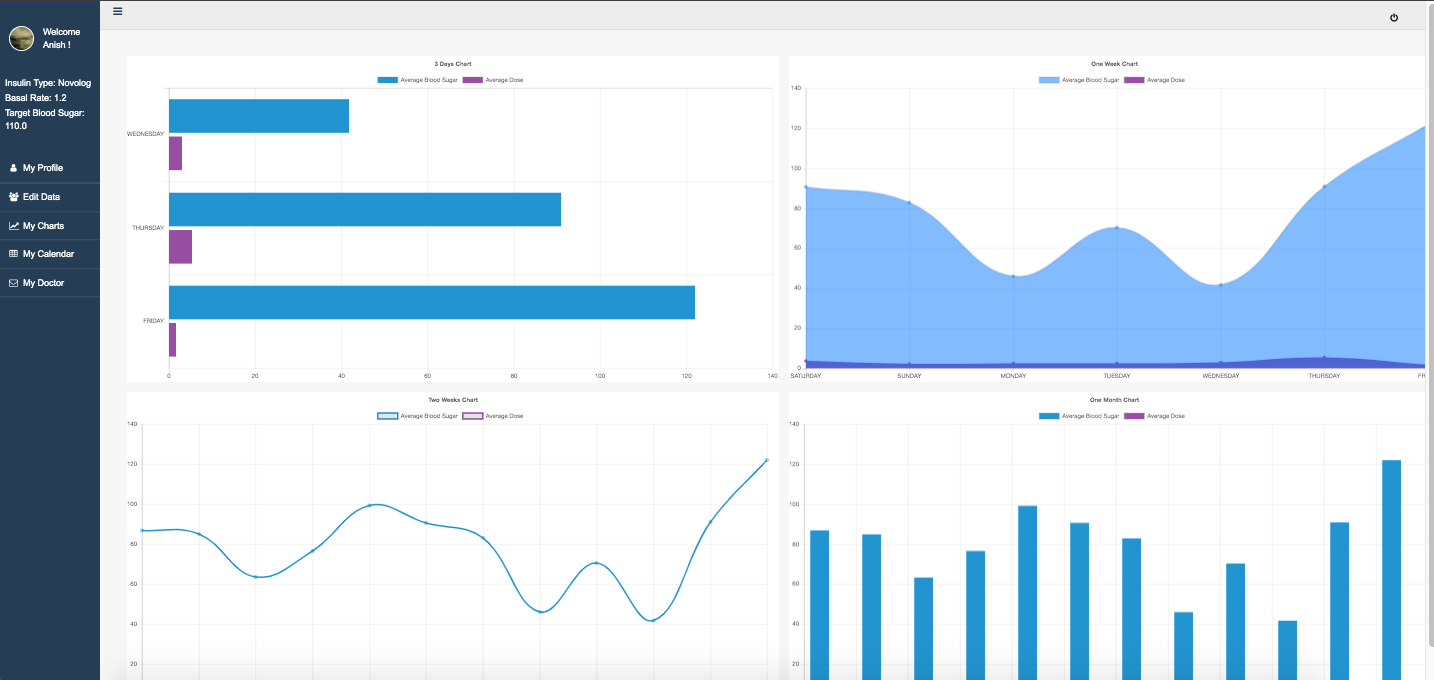 Welcome
Anish !
Insulin Type: Novolog
Basal Rate: 1.2
Target Blood Sugar:
110.0
My Profile
Edit Data
My Charts
My Calendar
My Doctor
3 Days Chart
Average Blood Sugar Average Dose
WEDNESDAY
THURSDAY
FRIDAY
0 20 40 60 80 100 120 140
One Week Chart
Average Blood Sugar Average Dose
140
120
100
80
60
40
20
0
SATURDAY SUNDAY MONDAY TUESDAY WEDNESDAY THURSDAY FR
Two Weeks Chart
Average Blood Sugar Average Dose
140
120
100
80
60
40
20
One Month Chart
Average Blood Sugar Average Dose
140
120
100
80
60
40
20